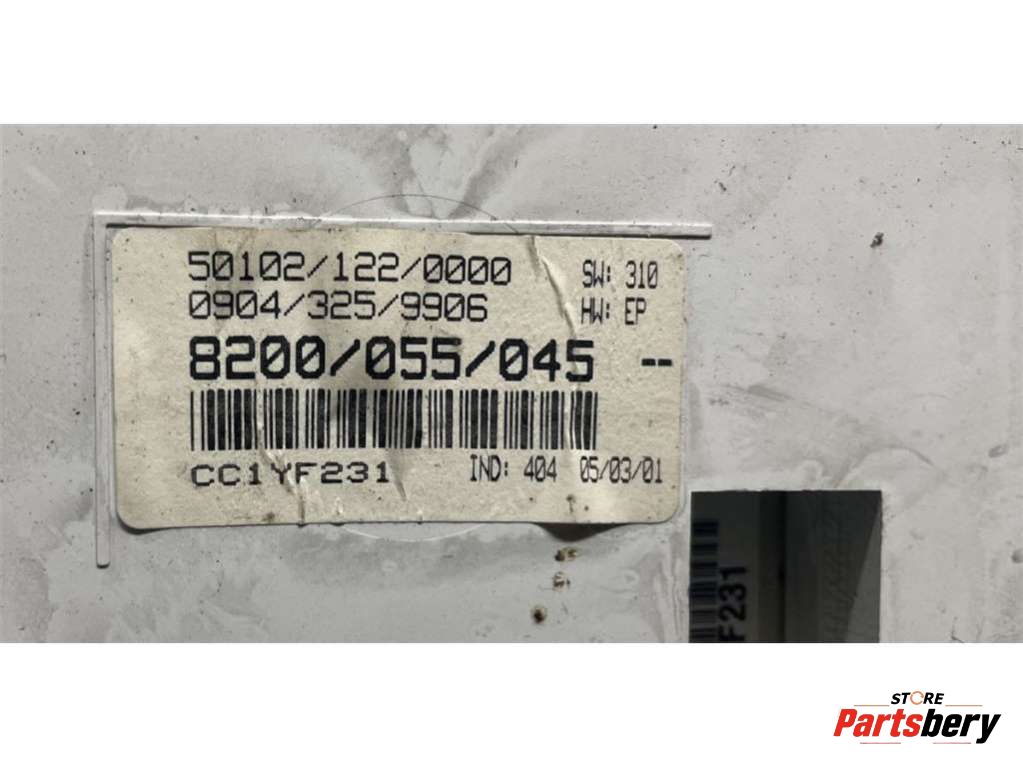 50102/122/0000 SW: 310
0904/325/9906 HW: EP
8200/055/045 --
CC1YF231 IND: 404 05/03/01
F231
STORE
Partsbery